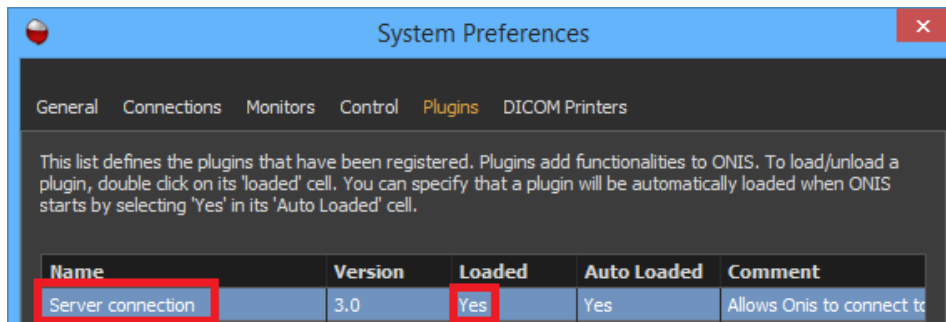 System Preferences
General Connections Monitors Control Plugins DICOM Printers
This list defines the plugins that have been registered. Plugins add functionalities to ONIS. To load/unload a
plugin, double click on its 'loaded' cell. You can specify that a plugin will be automatically loaded when ONIS
starts by selecting 'Yes' in its 'Auto Loaded' cell.
Name Version Loaded Auto Loaded Comment
Server connection 3.0 Yes Yes Allows Onis to connect to